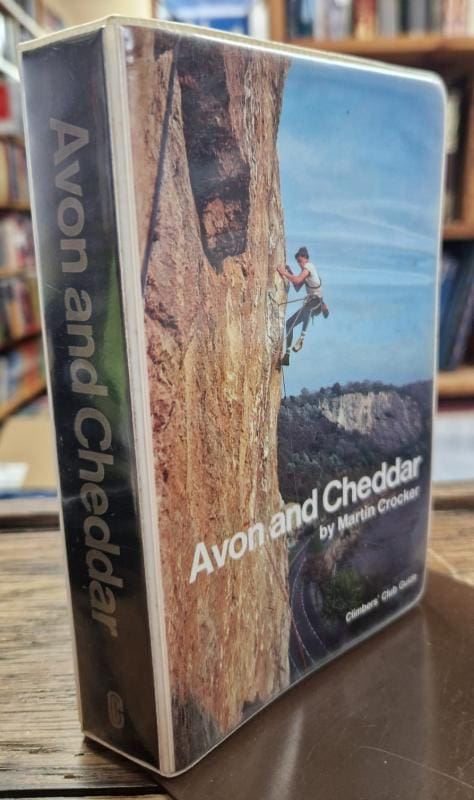 Avon and Cheddar
Avon and Cheddar
by Martin Crocker
Climbers' Club Guide